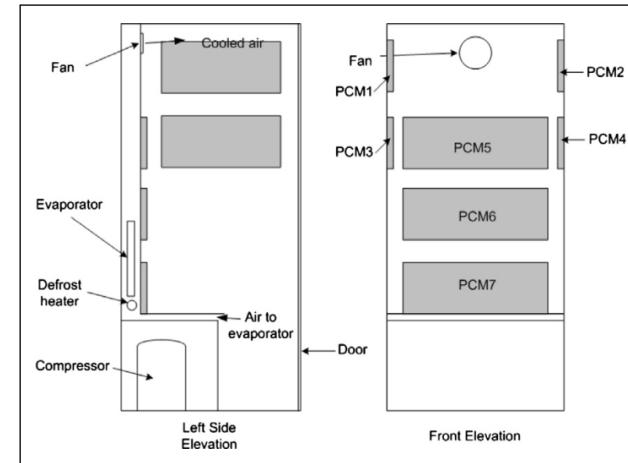 Cooled air
Fan
Evaporator
Defrost
heater
Air to
evaporator
Compressor
Door
Left Side
Elevation
Fan
PCM1
PCM2
PCM3
PCM4
PCM5
PCM6
PCM7
Front Elevation